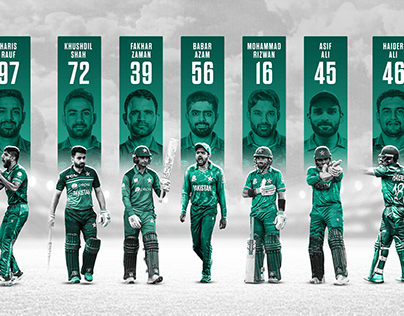 HARIS
RAUF
97
KHUSHDIL
SHAH
72
FAKHAR
ZAMAN
39
BABAR
AZAM
56
MOHAMMAD
RIZWAN
16
ASIF
ALI
45
HAIDER
ALI
46
PAKISTAN
PAKISTAN